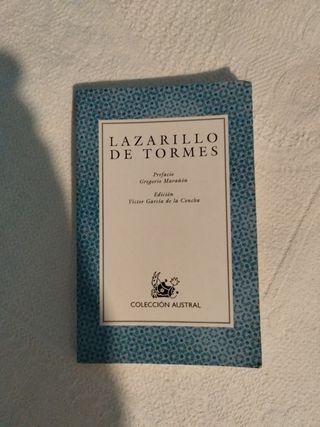 LAZARILLO
DE TORMES
Prefacio
Gregorio Marañón
Edición
Víctor García de la Concha
COLECCIÓN AUSTRAL